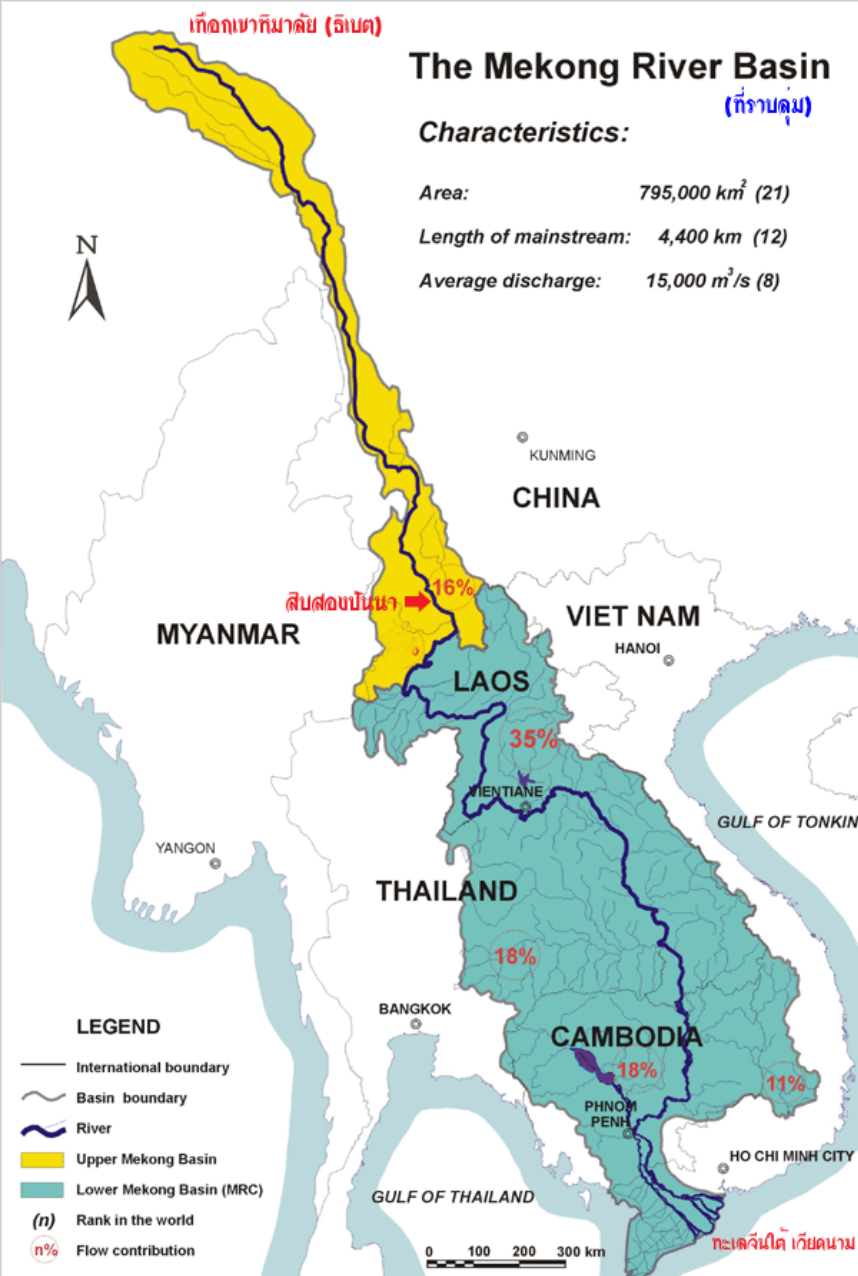 เทือกเขาหิมาลัย (ธิเบต)
The Mekong River Basin
(ที่ราบลุ่ม)
Characteristics:
Area: 795,000 km² (21)
Length of mainstream: 4,400 km (12)
Average discharge: 15,000 m³/s (8)
N
KUNMING
CHINA
16%
สิบสองปันนา
MYANMAR
VIET NAM
HANOI
%
LAOS
35%
VIENTIANE
GULF OF TONKIN
YANGON
THAILAND
18%
BANGKOK
CAMBODIA
18%
11%
PHNOM
PENH
HO CHI MINH CITY
GULF OF THAILAND
ทะเลจีนใต้ เวียดนาม
LEGEND
International boundary
Basin boundary
River
Upper Mekong Basin
Lower Mekong Basin (MRC)
(n) Rank in the world
n% Flow contribution
0 100 200 300 km